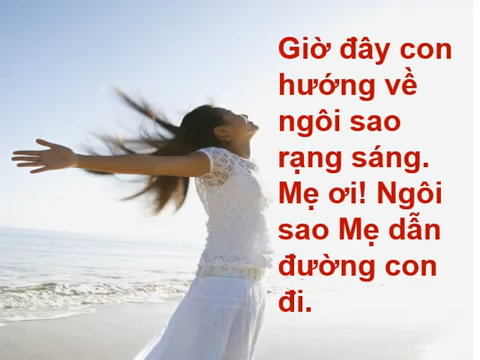 Giờ đây con
hướng về
ngôi sao
rạng sáng.
Mẹ ơi! Ngôi
sao Mẹ dẫn
đường con
đi.